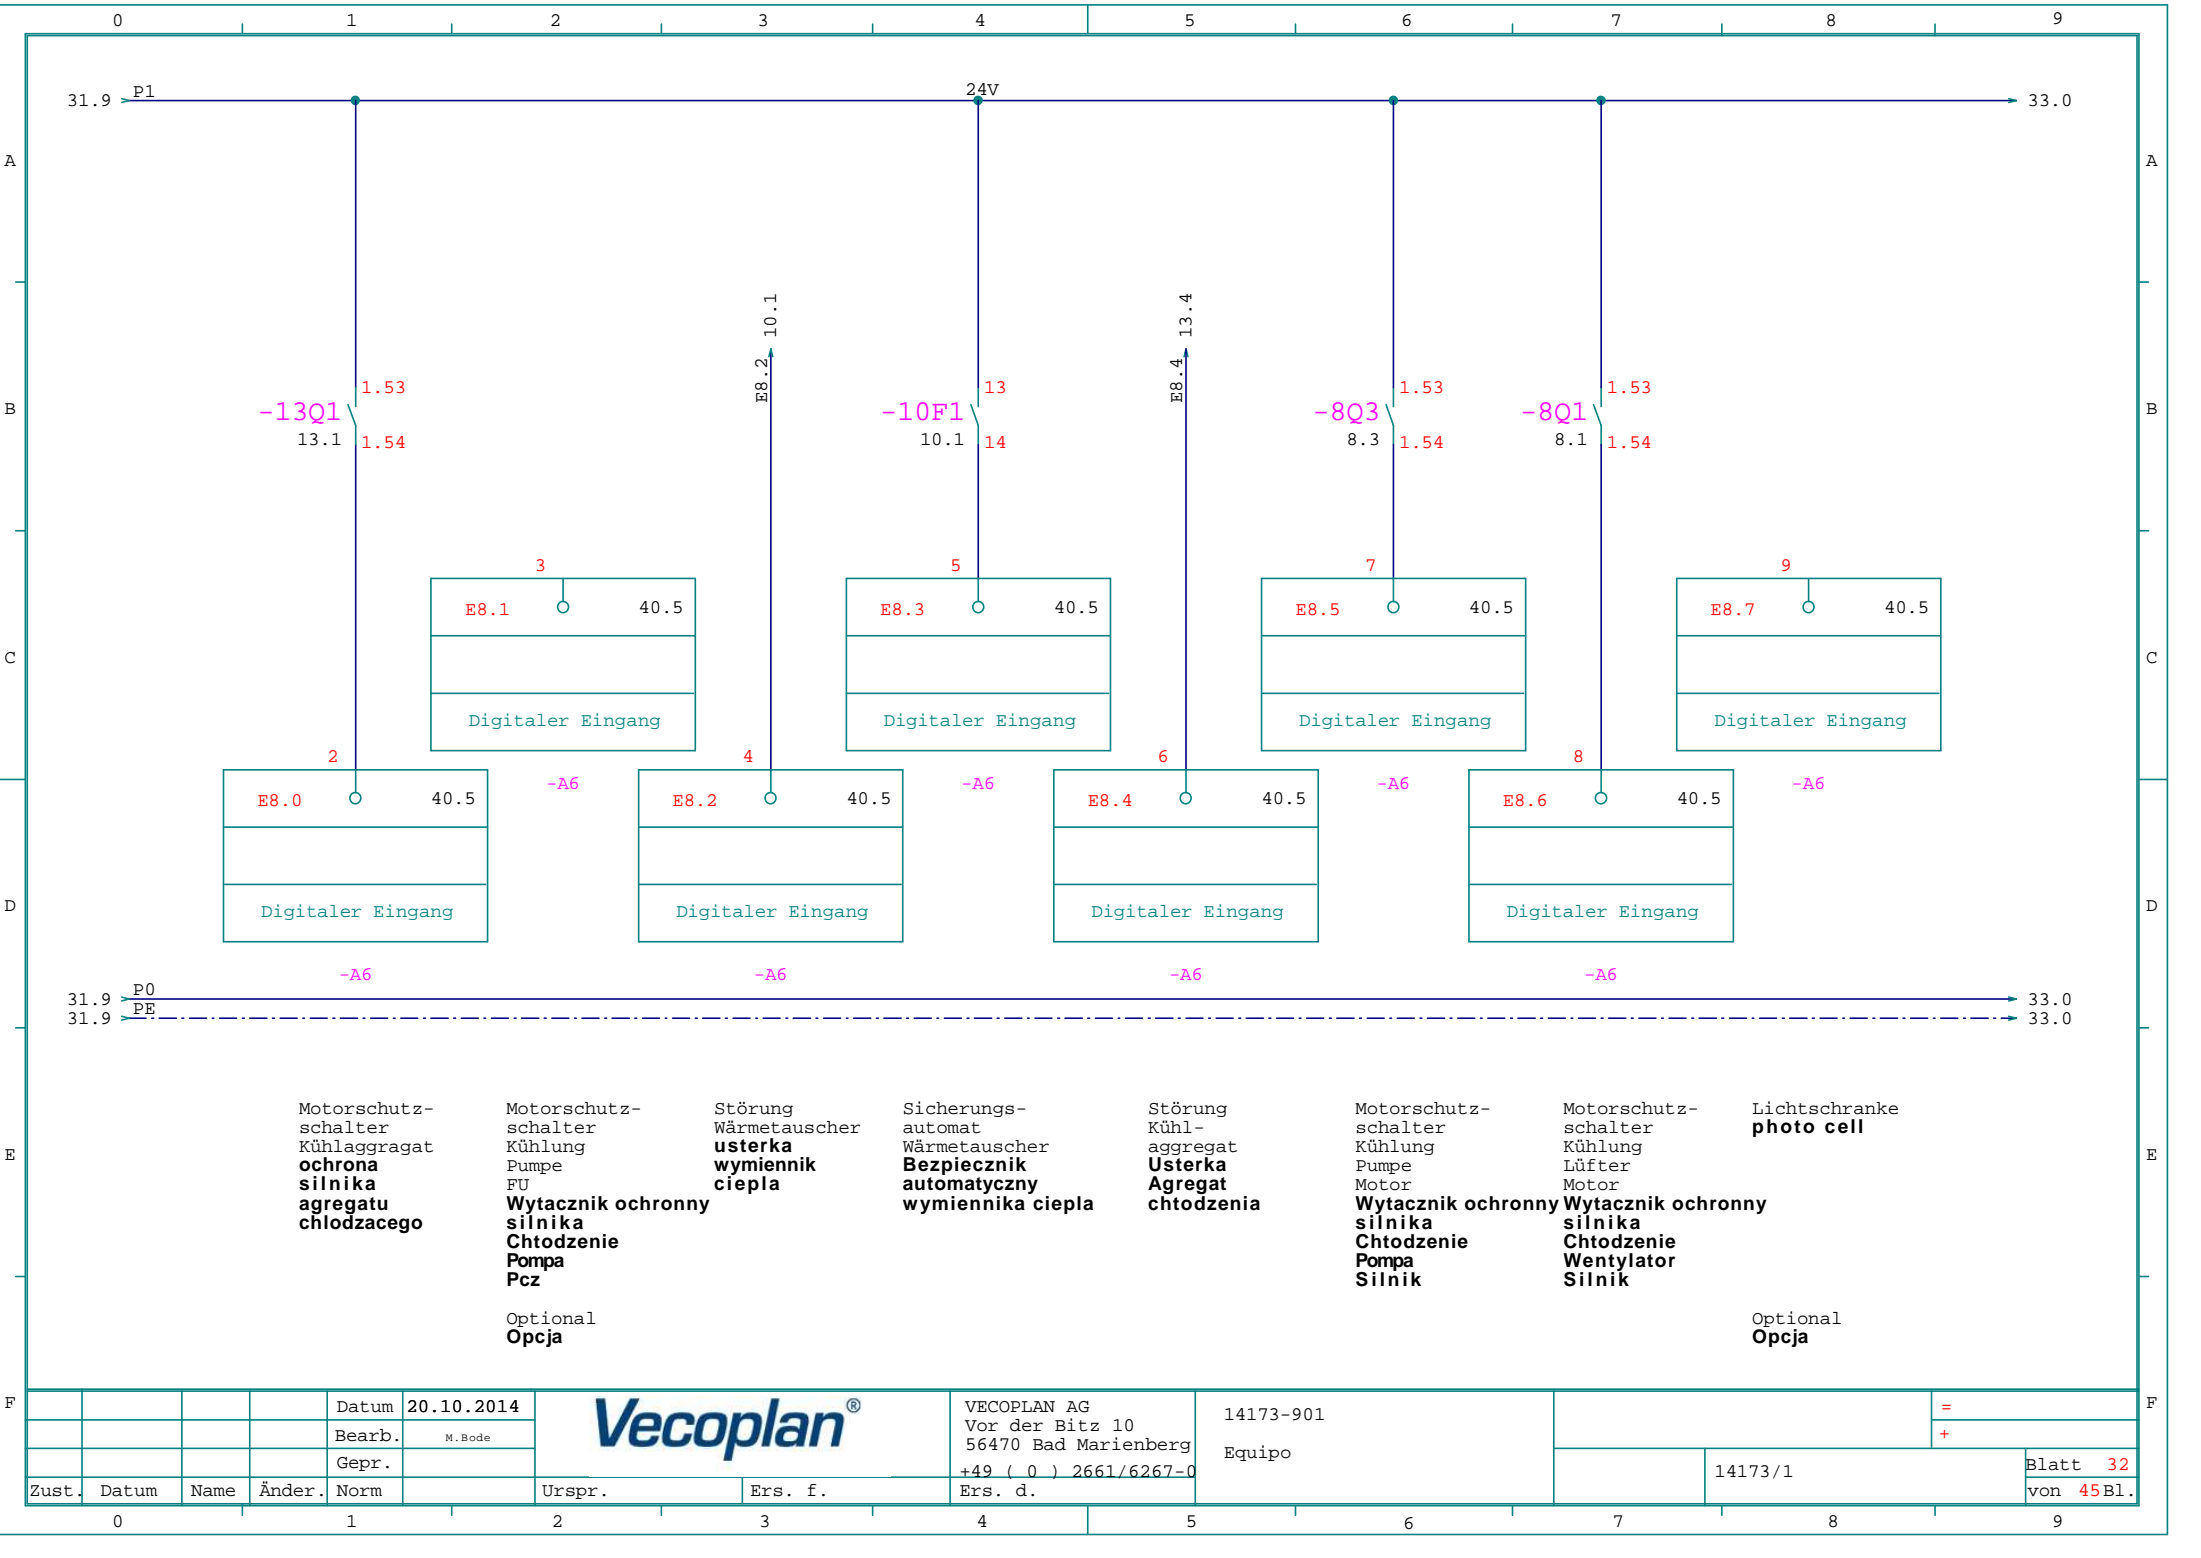 0 1 2 3 4 5 6 7 8 9
31.9 P1 24V 33.0
A A
10.1 13.4
E8.2 E8.4
1.53 13 1.53 1.53
B -13Q1 -10F1 -8Q3 -8Q1 B
13.1 1.54 10.1 14 8.3 1.54 8.1 1.54
3 5 7 9
E8.1 40.5 E8.3 40.5 E8.5 40.5 E8.7 40.5
C C
Digitaler Eingang Digitaler Eingang Digitaler Eingang Digitaler Eingang
2 4 6 8
-A6 -A6 -A6 -A6
E8.0 40.5 E8.2 40.5 E8.4 40.5 E8.6 40.5
D D
Digitaler Eingang Digitaler Eingang Digitaler Eingang Digitaler Eingang
-A6 -A6 -A6 -A6
31.9 P0 33.0
31.9 PE 33.0
E E
Motorschutz-
schalter
Kühlaggragat
ochrona
silnika
agregatu
chlodzacego
Motorschutz-
schalter
Kühlung
Pumpe
FU
Wytacznik ochronny
silnika
Chtodzenie
Pompa
Pcz
Optional
Opcja
Störung
Wärmetauscher
usterka
wymiennik
ciepla
Sicherungs-
automat
Wärmetauscher
Bezpiecznik
automatyczny
wymiennika ciepla
Störung
Kühl-
aggregat
Usterka
Agregat
chtodzenia
Motorschutz-
schalter
Kühlung
Pumpe
Motor
Wytacznik ochronny
silnika
Chtodzenie
Pompa
Silnik
Motorschutz-
schalter
Kühlung
Lüfter
Motor
Wytacznik ochronny
silnika
Chtodzenie
Wentylator
Silnik
Lichtschranke
photo cell
Optional
Opcja
F F
Datum 20.10.2014
Bearb. M.Bode
Gepr.
Zust. Datum Name Änder. Norm
Vecoplan®
Urspr. Ers. f. Ers. d.
VECOPLAN AG
Vor der Bitz 10
56470 Bad Marienberg
+49 ( 0 ) 2661/6267-0
14173-901
Equipo
=
+
14173/1
Blatt 32
von 45Bl.
0 1 2 3 4 5 6 7 8 9